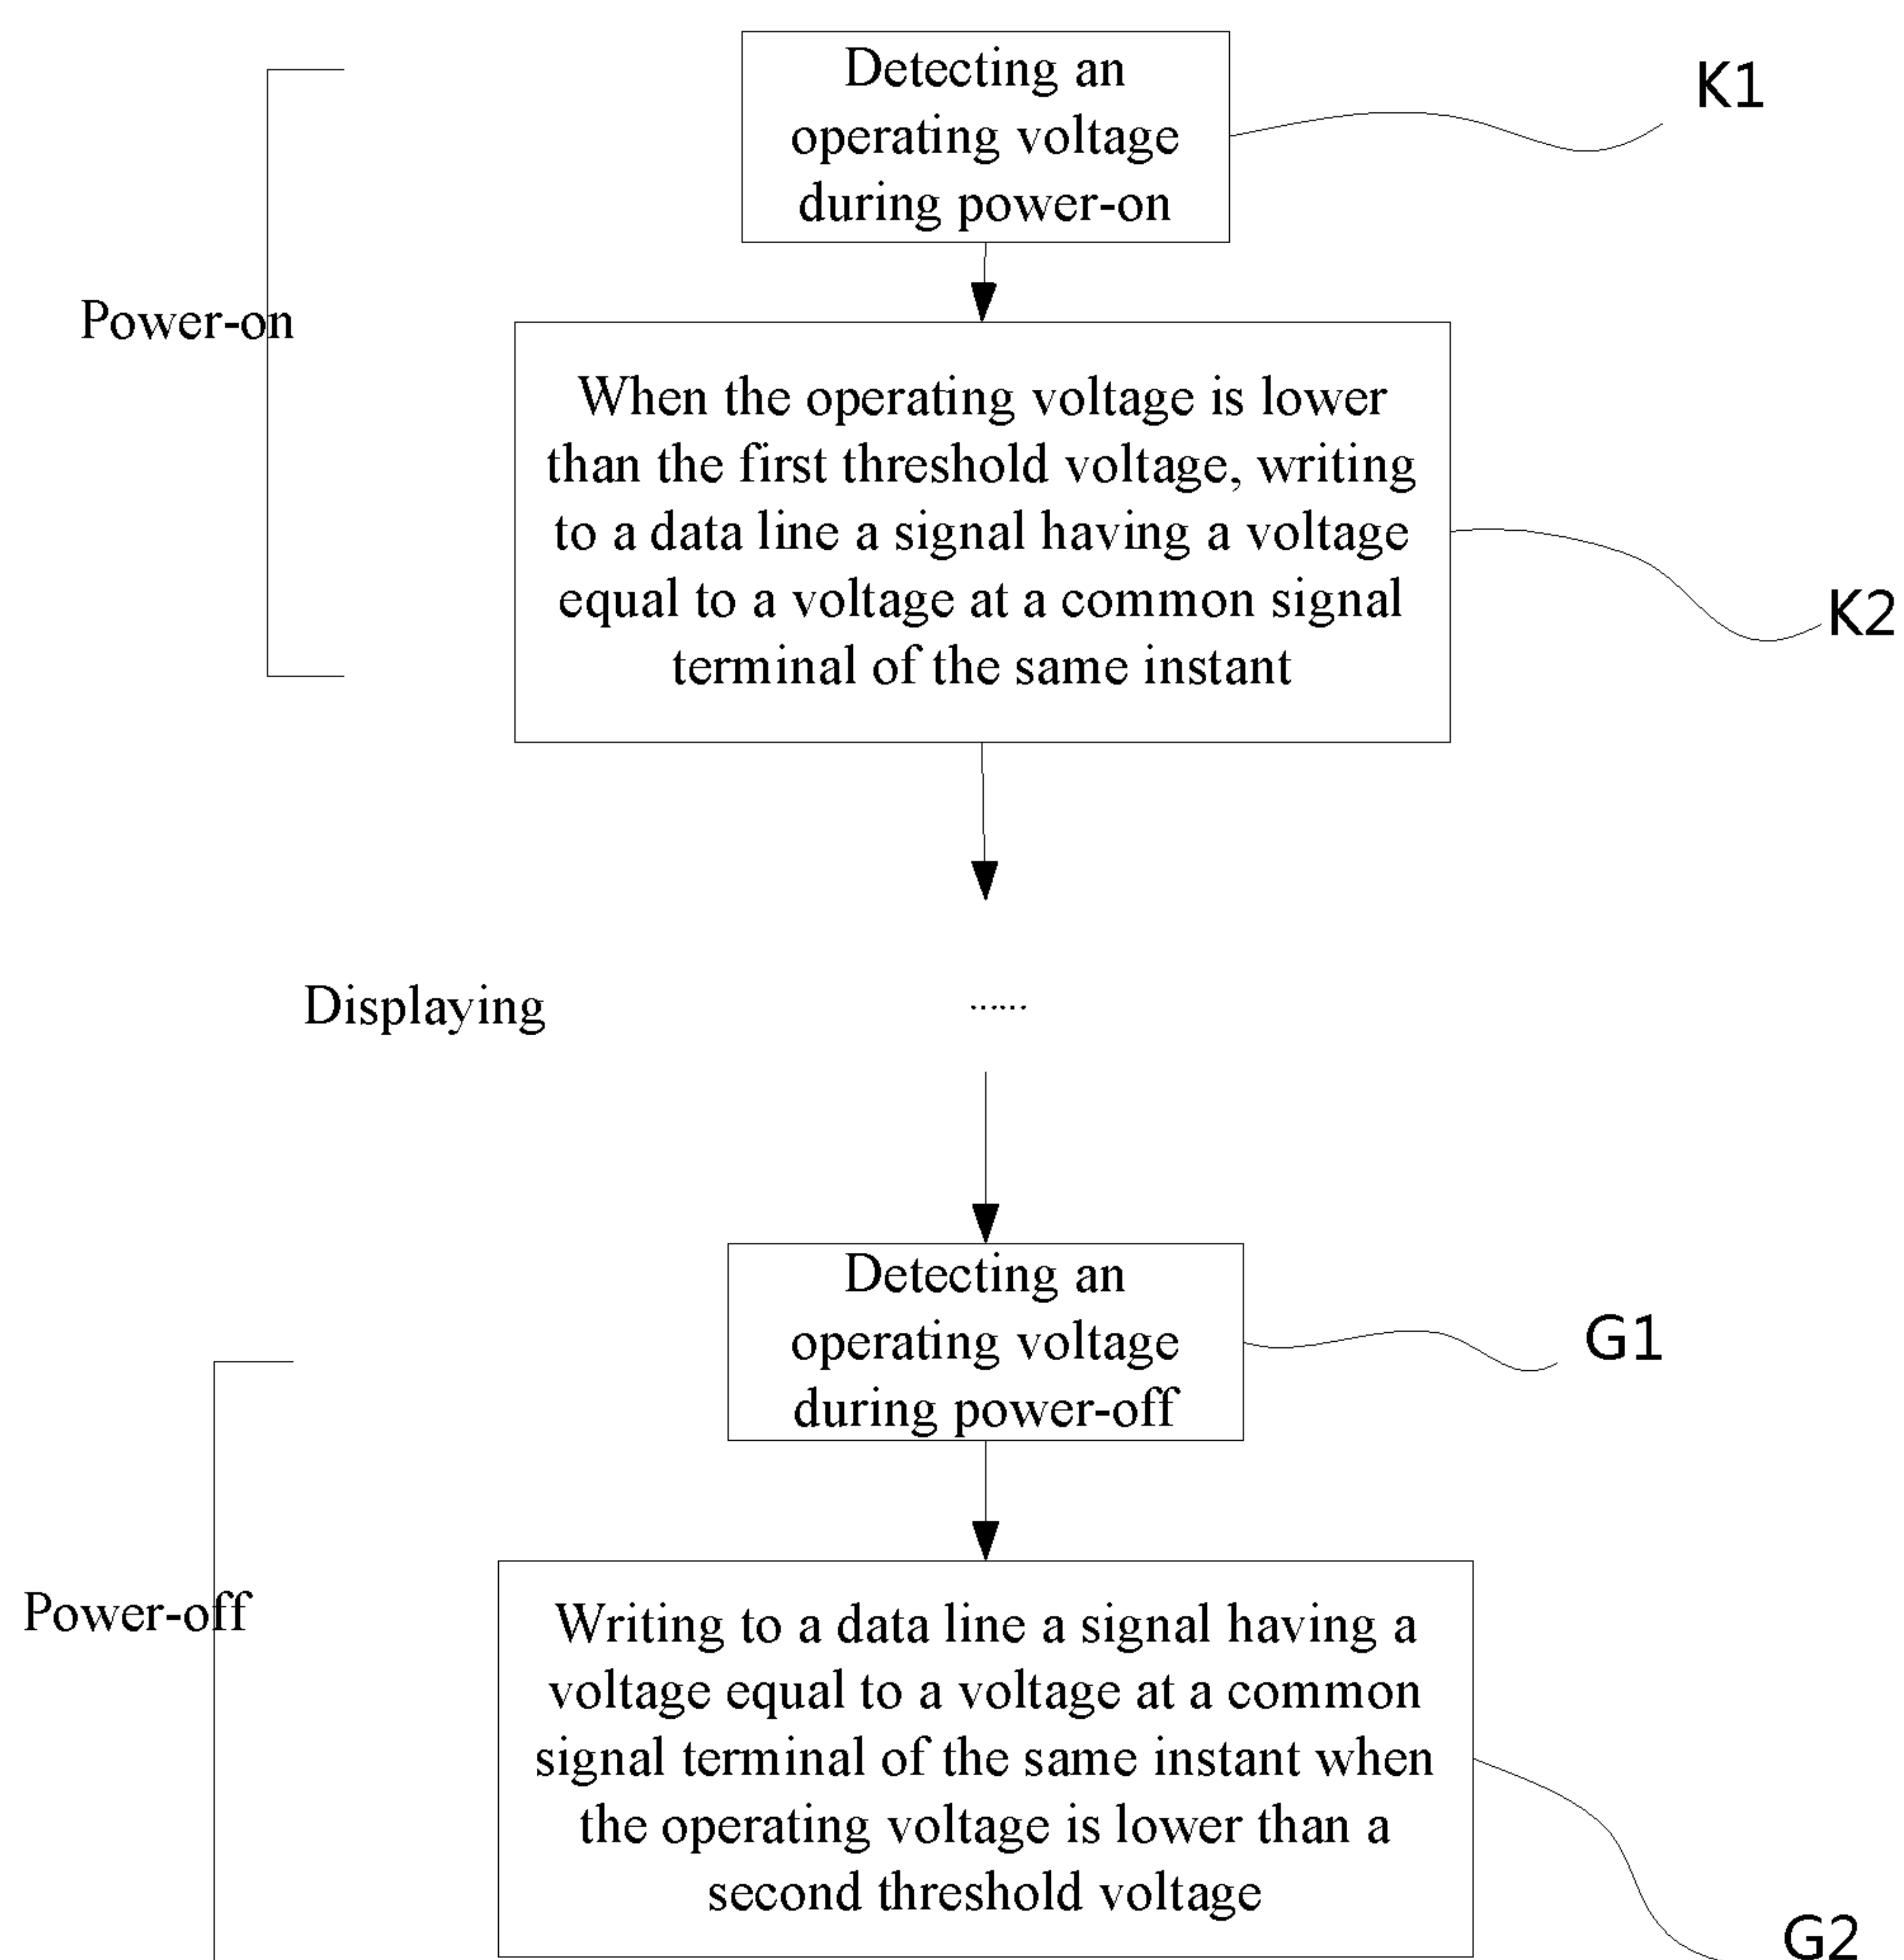 Detecting an
operating voltage
during power-on
K1
Power-on
When the operating voltage is lower
than the first threshold voltage, writing
to a data line a signal having a voltage
equal to a voltage at a common signal
terminal of the same instant
K2
Displaying
......
Detecting an
operating voltage
during power-off
G1
Power-off
Writing to a data line a signal having a
voltage equal to a voltage at a common
signal terminal of the same instant when
the operating voltage is lower than a
second threshold voltage
G2